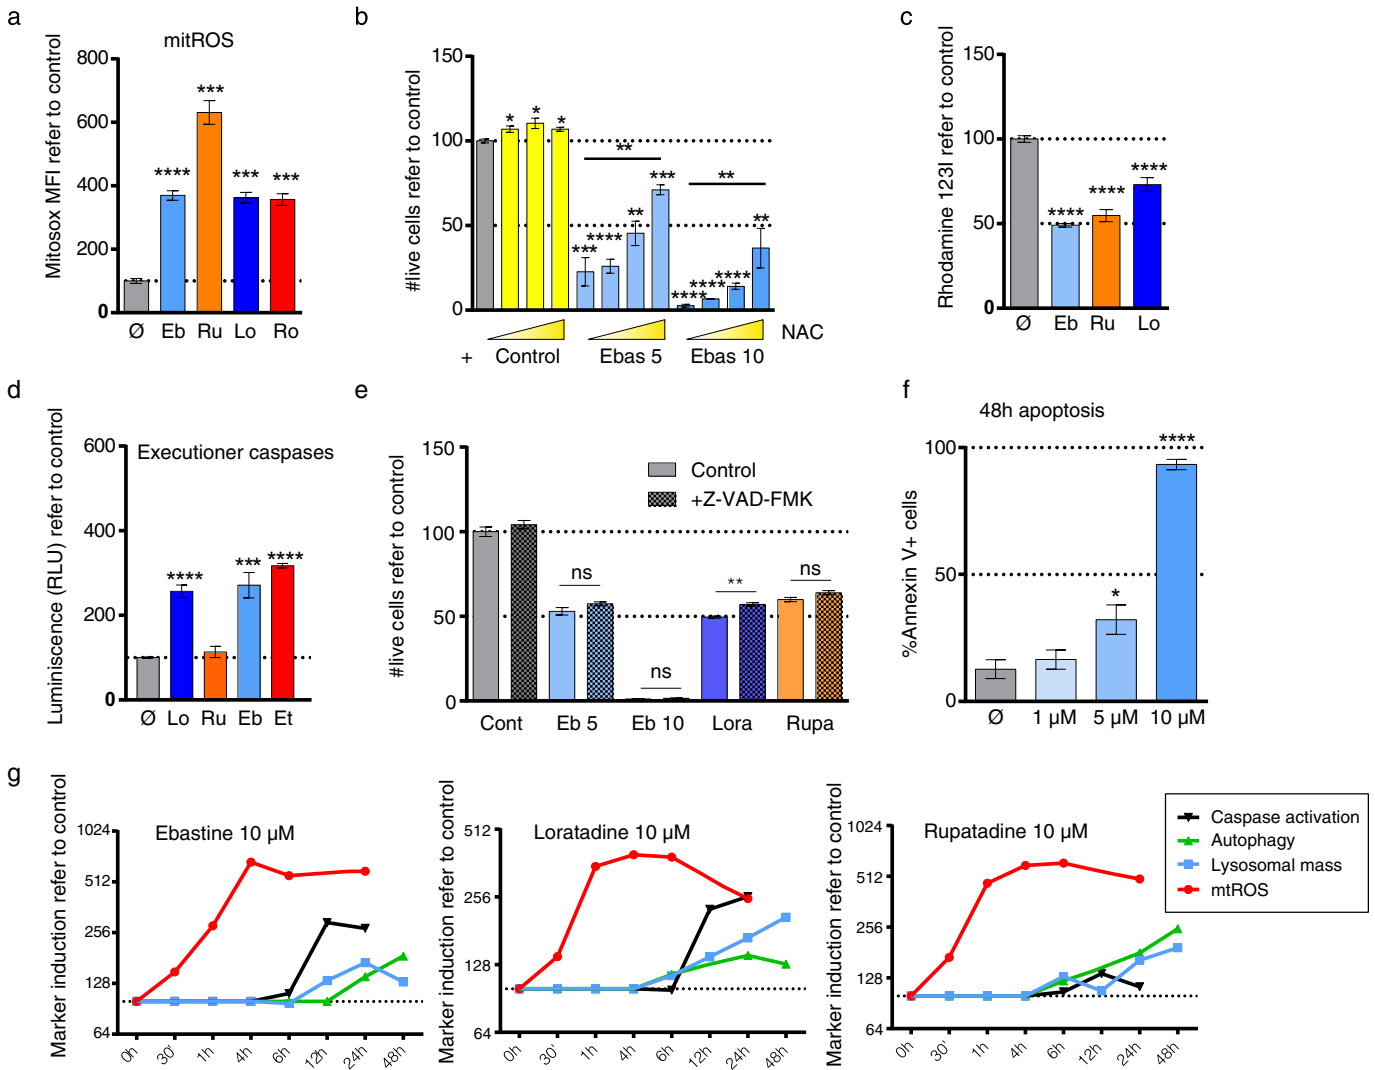 a
mitROS
Mitosox MFI refer to control
800
600
400
200
0
****
***
***
***
Ø Eb Ru Lo Ro
b
#live cells refer to control
150
100
50
0
* * *
**
*** **** ** ***
**
**** **** **** **
NAC
+ Control Ebas 5 Ebas 10
c
Rhodamine 123I refer to control
150
100
50
0
**** **** ****
Ø Eb Ru Lo
d
Executioner caspases
Luminiscence (RLU) refer to control
600
400
200
0
**** *** ****
Ø Lo Ru Eb Et
e
#live cells refer to control
150
100
50
0
Control
+Z-VAD-FMK
ns
ns
**
ns
Cont Eb 5 Eb 10 Lora Rupa
f
48h apoptosis
%Annexin V+ cells
100
50
0
*
****
Ø 1 µM 5 µM 10 µM
g
Marker induction refer to control
Ebastine 10 µM
1024
512
256
128
64
0h 30' 1h 4h 6h 12h 24h 48h
Marker induction refer to control
Loratadine 10 µM
512
256
128
64
0h 30' 1h 4h 6h 12h 24h 48h
Marker induction refer to control
Rupatadine 10 µM
1024
512
256
128
64
0h 30' 1h 4h 6h 12h 24h 48h
Caspase activation
Autophagy
Lysosomal mass
mtROS